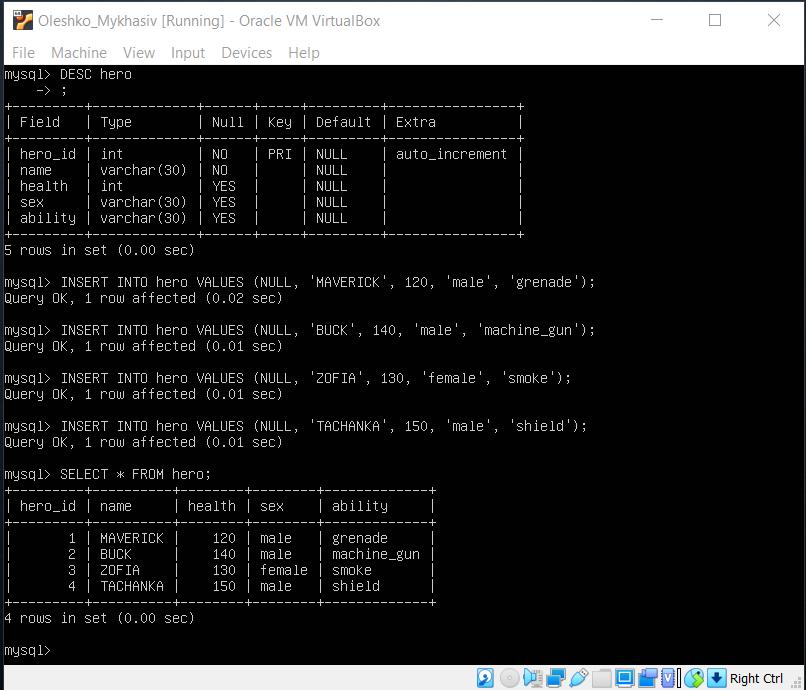 Oleshko_Mykhasiv [Running] - Oracle VM VirtualBox
File Machine View Input Devices Help
mysql> DESC hero
    -> ;
+---------+-------------+------+-----+---------+----------------+
| Field   | Type        | Null | Key | Default | Extra          |
+---------+-------------+------+-----+---------+----------------+
| hero_id | int         | NO   | PRI | NULL    | auto_increment |
| name    | varchar(30) | NO   |     | NULL    |                |
| health  | int         | YES  |     | NULL    |                |
| sex     | varchar(30) | YES  |     | NULL    |                |
| ability | varchar(30) | YES  |     | NULL    |                |
+---------+-------------+------+-----+---------+----------------+
5 rows in set (0.00 sec)
mysql> INSERT INTO hero VALUES (NULL, 'MAVERICK', 120, 'male', 'grenade');
Query OK, 1 row affected (0.02 sec)
mysql> INSERT INTO hero VALUES (NULL, 'BUCK', 140, 'male', 'machine_gun');
Query OK, 1 row affected (0.01 sec)
mysql> INSERT INTO hero VALUES (NULL, 'ZOFIA', 130, 'female', 'smoke');
Query OK, 1 row affected (0.01 sec)
mysql> INSERT INTO hero VALUES (NULL, 'TACHANKA', 150, 'male', 'shield');
Query OK, 1 row affected (0.01 sec)
mysql> SELECT * FROM hero;
+---------+----------+--------+--------+-------------+
| hero_id | name     | health | sex    | ability     |
+---------+----------+--------+--------+-------------+
|       1 | MAVERICK |    120 | male   | grenade     |
|       2 | BUCK     |    140 | male   | machine_gun |
|       3 | ZOFIA    |    130 | female | smoke       |
|       4 | TACHANKA |    150 | male   | shield      |
+---------+----------+--------+--------+-------------+
4 rows in set (0.00 sec)
mysql>
Right Ctrl